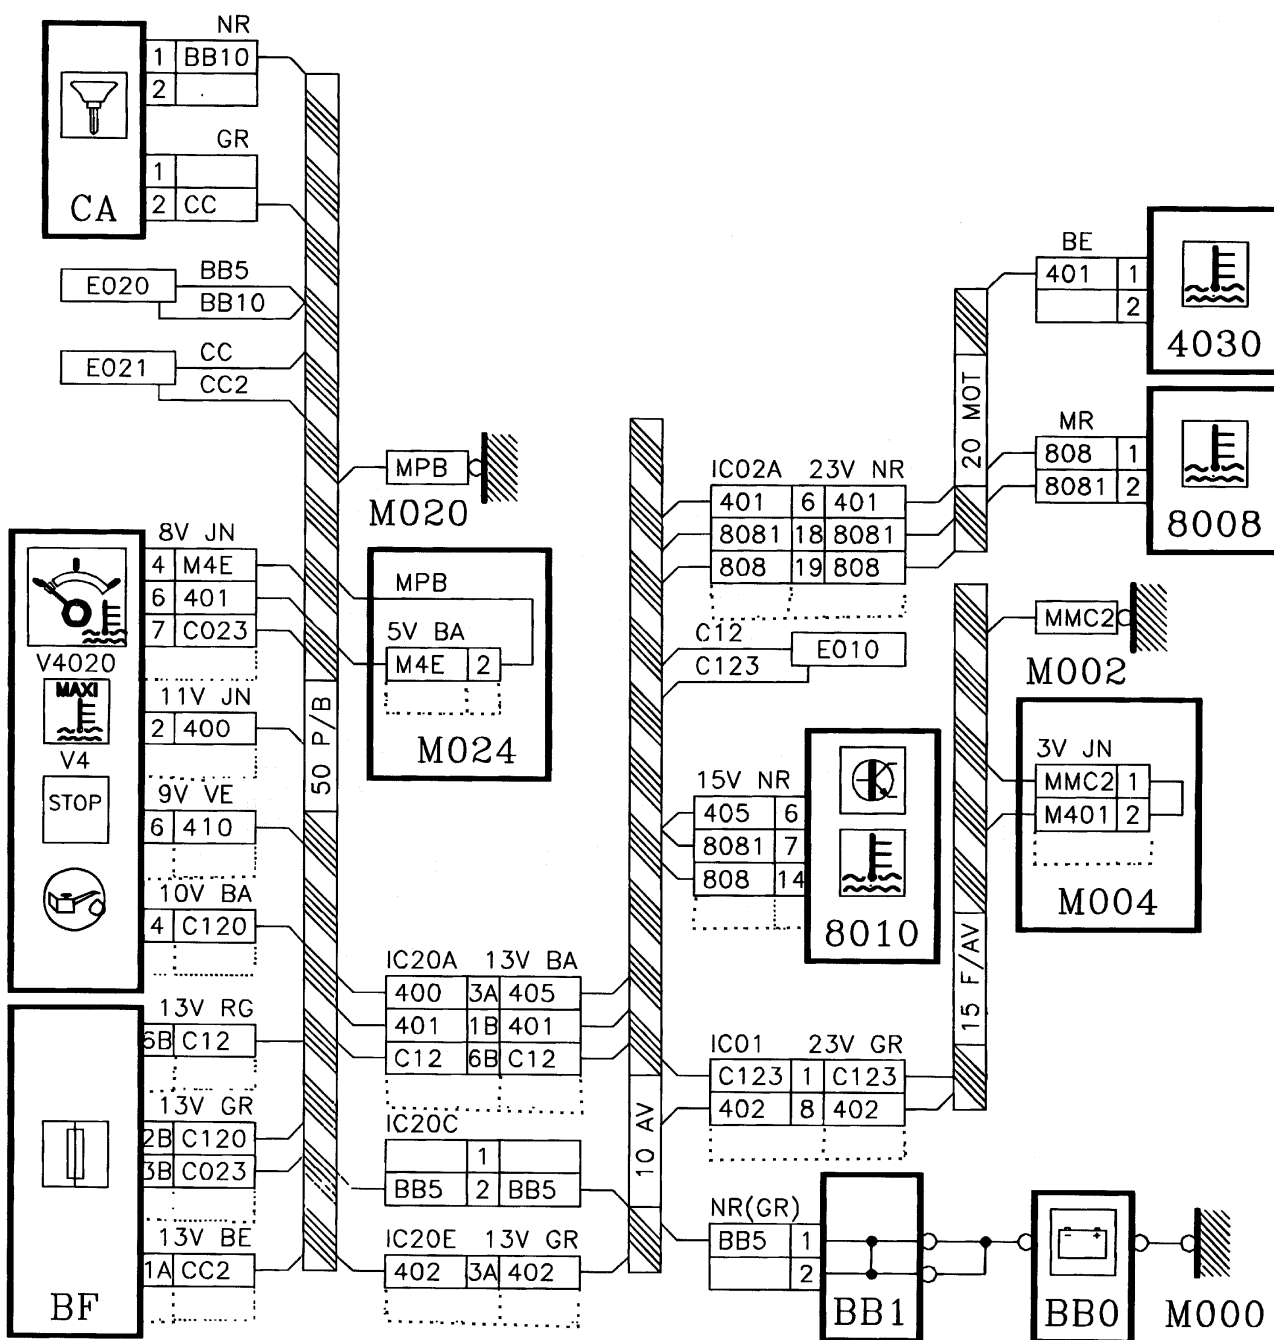 NR
1 BB10
2
GR
1
2 CC
CA
E020 BB5
BB10
E021 CC
CC2
MPB
M020
8V JN
4 M4E
6 401
7 C023
V4020
MAXI
11V JN
2 400
V4
STOP
9V VE
6 410
10V BA
4 C120
13V RG
6B C12
13V GR
2B C120
3B C023
13V BE
1A CC2
BF
50 P/B
MPB
5V BA
M4E 2
M024
IC20A 13V BA
400 3A 405
401 1B 401
C12 6B C12
IC20C
1
BB5 2 BB5
IC20E 13V GR
402 3A 402
10 AV
IC02A 23V NR
401 6 401
8081 18 8081
808 19 808
C12
C123
E010
15V NR
405 6
8081 7
808 14
8010
IC01 23V GR
C123 1 C123
402 8 402
NR(GR)
BB5 1
2
BB1
BB0
M000
20 MOT
BE
401 1
2
4030
MR
808 1
8081 2
8008
MMC2
M002
3V JN
MMC2 1
M401 2
M004
15 F/AV